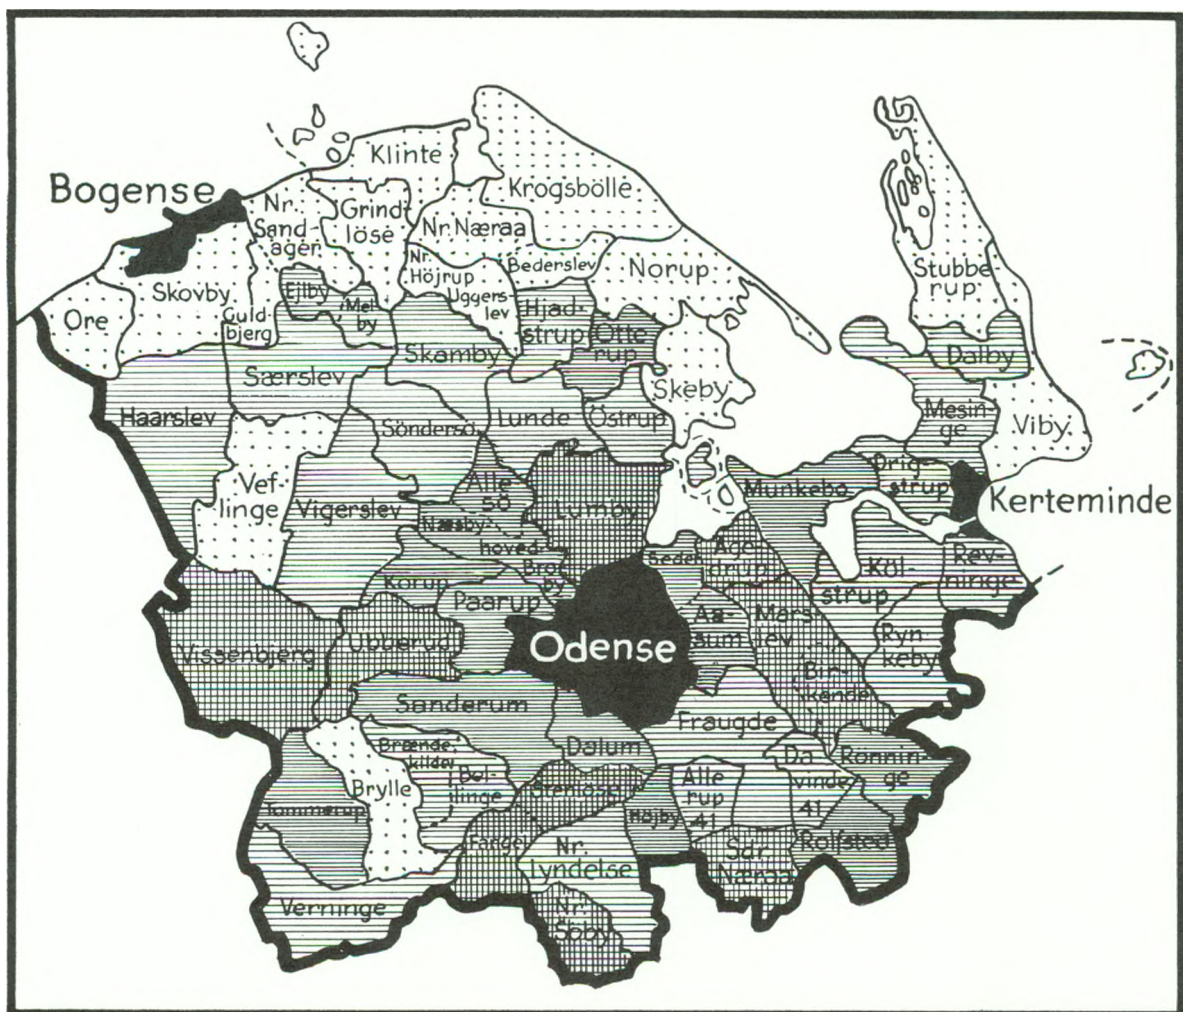 Klinte
Bogense
Krogsbölle
Nr.
Sand-
ager
Grind-
löse
Nr. Næraa
Nr.
Höjrup
Bederslev
Norup
Stubbe-
rup
Skovby
Ejlby
Mel-
by
Uggers-
lev
Hjad-
strup
Otte-
rup
Ore
Guld-
bjerg
Skamby
Dalby
Særslev
Skeby
Haarslev
Söndersö
Lunde
Östrup
Mesin-
ge
Viby
Vef-
linge
Vigerslev
Alle-
sö
Lumby
Munkebo
Drig-
strup
Kerteminde
Næsby-
hoved-
Bro-
by
Seden
Age-
drup
Köl-
strup
Rev-
ninge
Korup
Paarup
Aa-
sum
Mars-
lev
Ryn-
keby
Vissenbjerg
Ubberud
Odense
Bir-
kende
Sanderum
Fraugde
Dalum
Brænde-
kilde
Bel-
linge
Brylle
Stenlöse
Alle
rup
41
Da
vinde
41
Rönnin-
ge
Tommerup
Höjby
Fangel
Nr.
Lyndelse
Sdr.
Næraa
Rolfsted
Verninge
Nr.
Söby